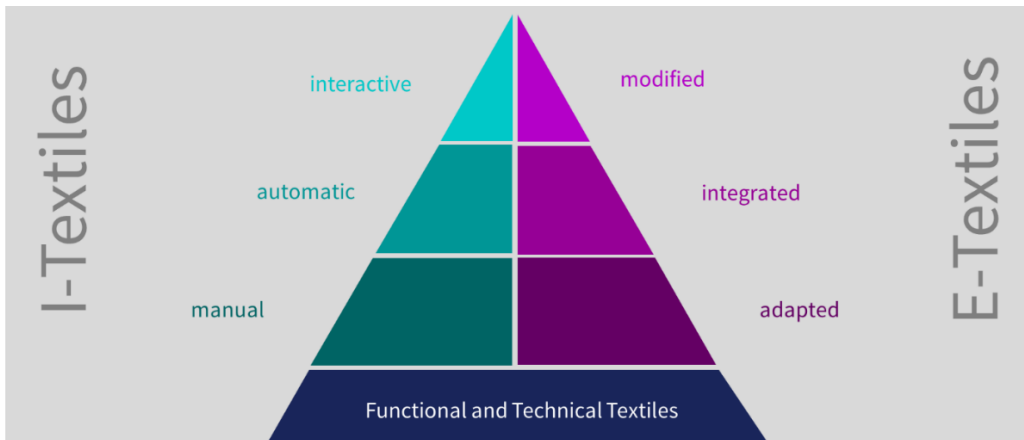 I-Textiles
E-Textiles
interactive
modified
automatic
integrated
manual
adapted
Functional and Technical Textiles